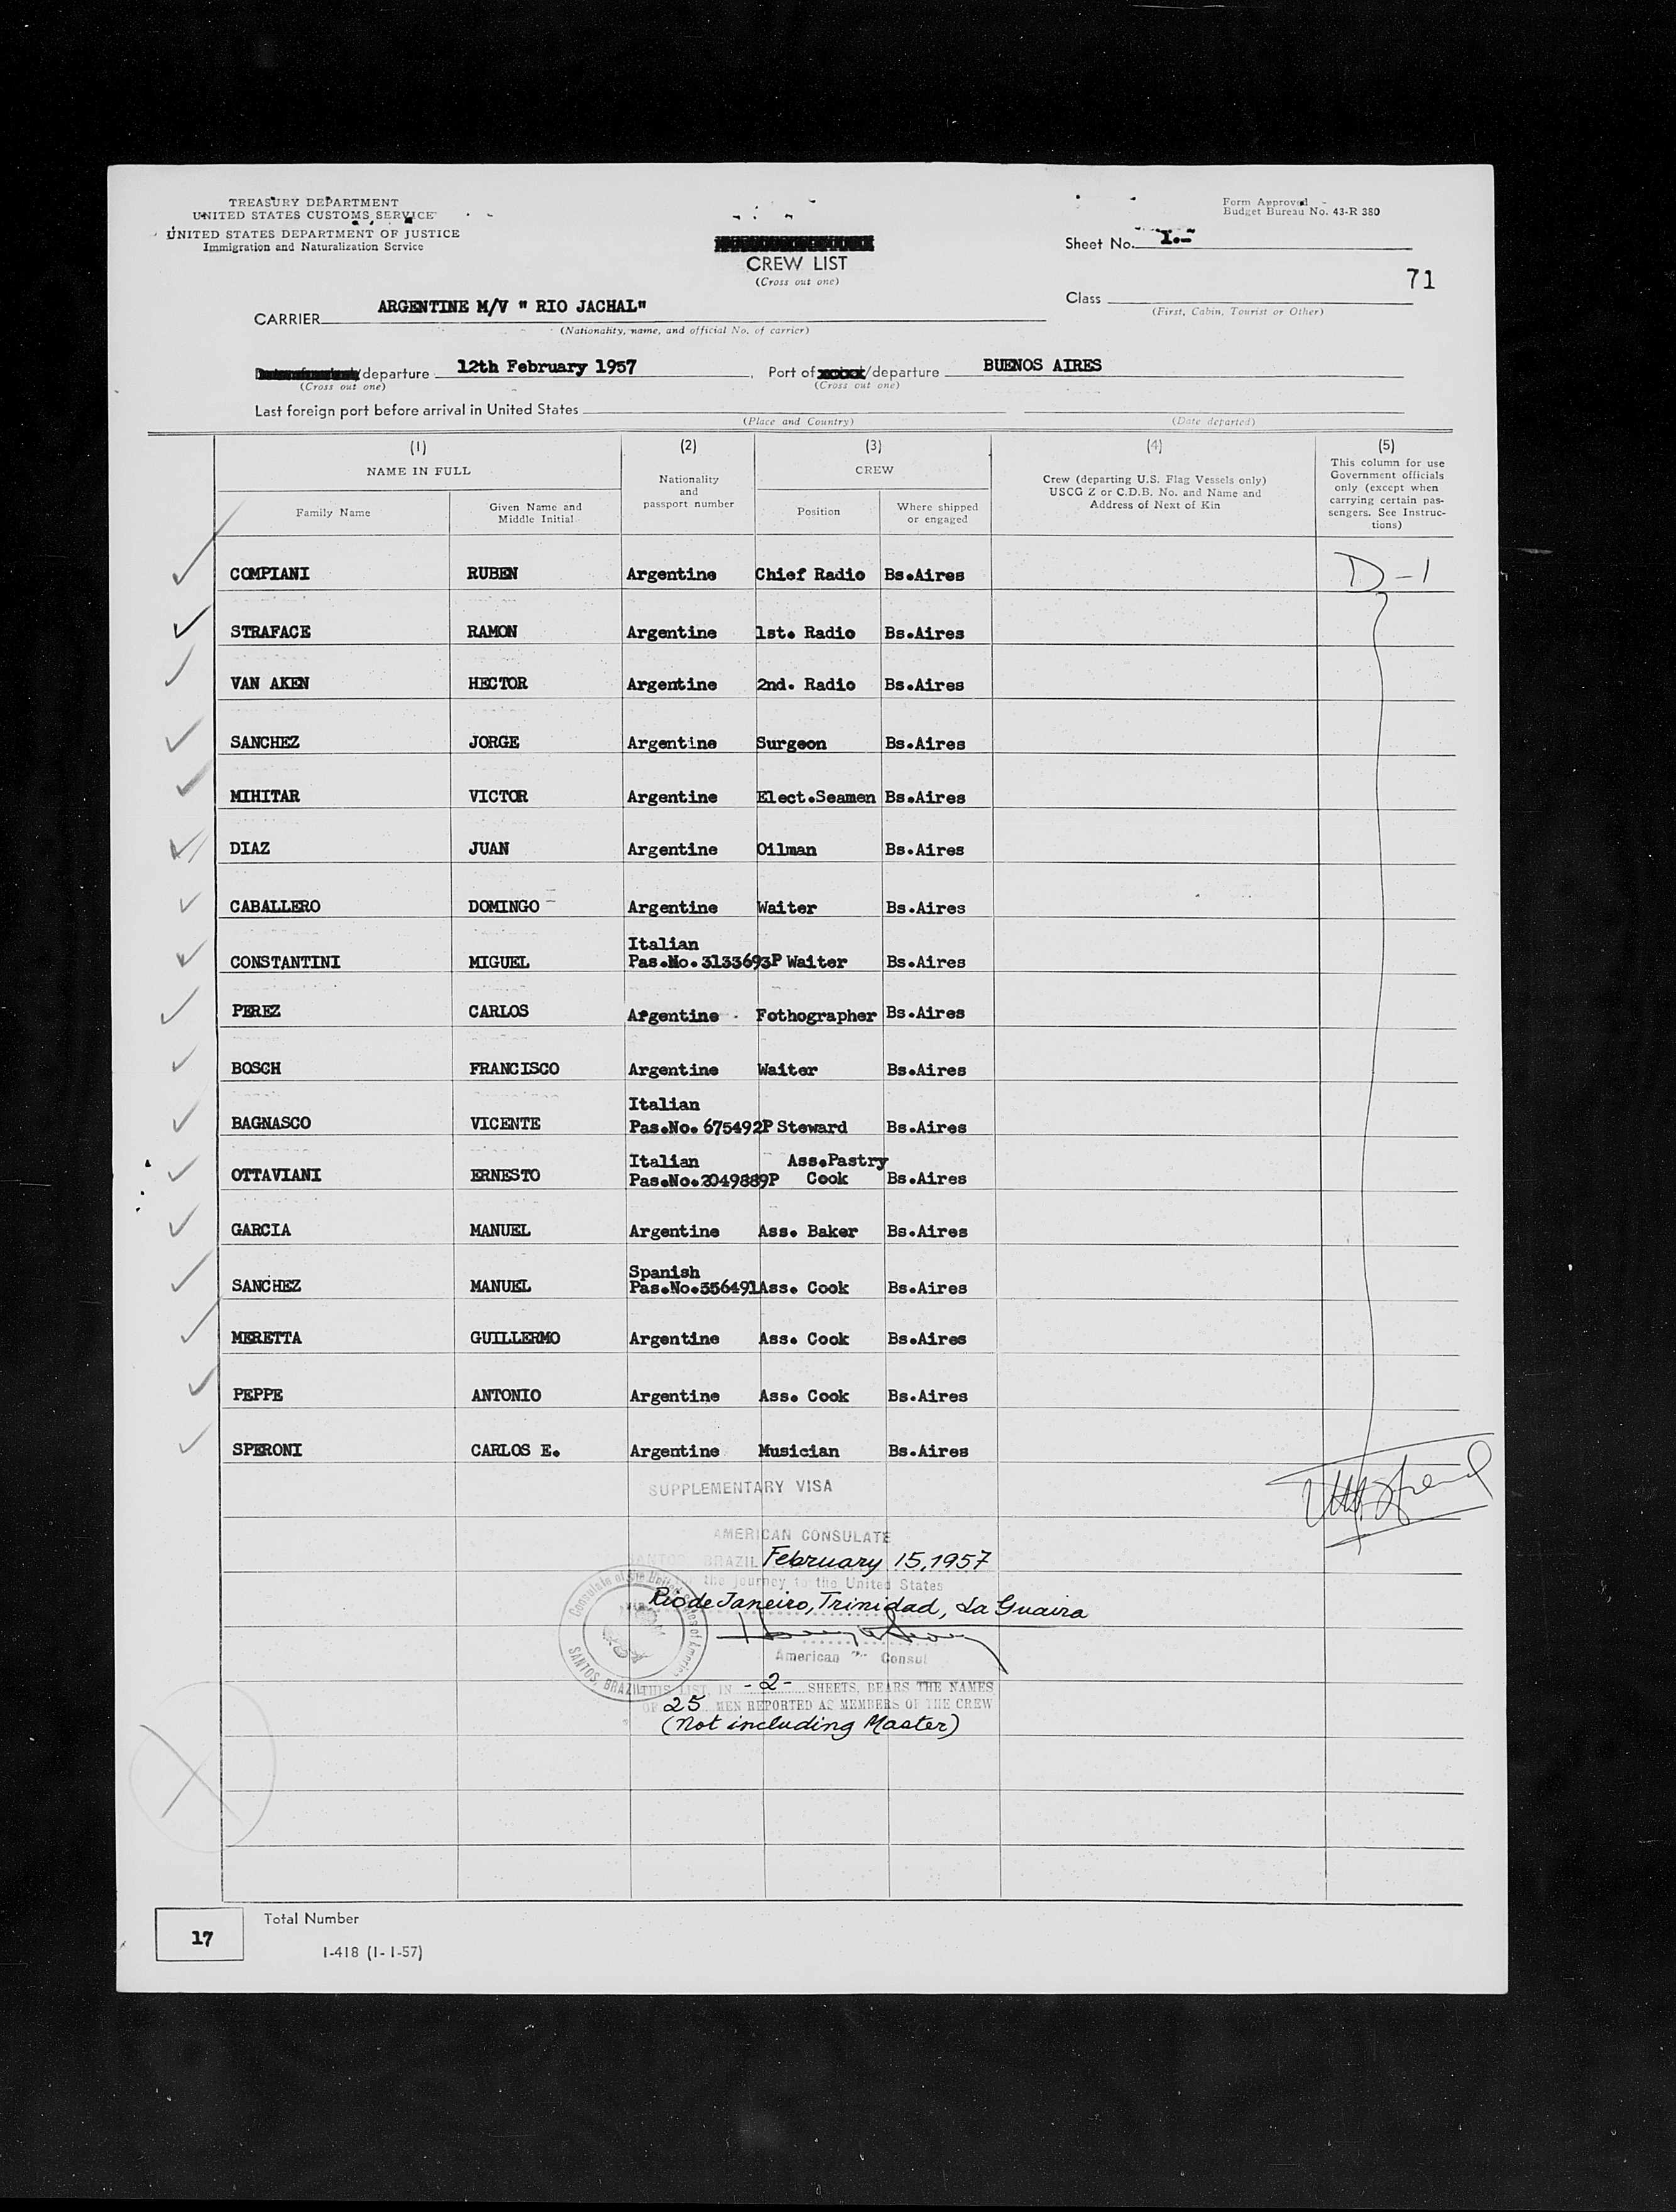 TREASURY DEPARTMENT
UNITED STATES CUSTOMS SERVICE
UNITED STATES DEPARTMENT OF JUSTICE
Immigration and Naturalization Service
CREW LIST
(Cross out one)
Form Approved
Budget Bureau No. 43-R 380
Sheet No. 1.-
71
CARRIER ARGENTINE M/V " RIO JACHAL"
(Nationality, name, and official No. of carrier)
Class
(First, Cabin, Tourist or Other)
/departure 12th February 1957 Port of /departure BUENOS AIRES
(Cross out one) (Cross out one)
Last foreign port before arrival in United States
(Place and Country) (Date departed)
(1) (2) (3) (4) (5)
NAME IN FULL
Nationality and passport number
CREW
Crew (departing U.S. Flag Vessels only) USCG Z or C.D.B. No. and Name and Address of Next of Kin
This column for use Government officials only (except when carrying certain passengers. See Instructions)
Family Name Given Name and Middle Initial Position Where shipped or engaged
COMPIANI RUBEN Argentine Chief Radio Bs.Aires D-1
STRAFACE RAMON Argentine 1st. Radio Bs.Aires
VAN AKEN HECTOR Argentine 2nd. Radio Bs.Aires
SANCHEZ JORGE Argentine Surgeon Bs.Aires
MIHITAR VICTOR Argentine Elect.Seamen Bs.Aires
DIAZ JUAN Argentine Oilman Bs.Aires
CABALLERO DOMINGO Argentine Waiter Bs.Aires
Italian
CONSTANTINI MIGUEL Pas.No.3133693P Waiter Bs.Aires
PEREZ CARLOS Argentine Fothographer Bs.Aires
BOSCH FRANCISCO Argentine Waiter Bs.Aires
Italian
BAGNASCO VICENTE Pas.No. 675492P Steward Bs.Aires
Italian Ass.Pastry
OTTAVIANI ERNESTO Pas.No.2049889P Cook Bs.Aires
GARCIA MANUEL Argentine Ass. Baker Bs.Aires
Spanish
SANCHEZ MANUEL Pas.No.356491 Ass. Cook Bs.Aires
MERETTA GUILLERMO Argentine Ass. Cook Bs.Aires
PEPPE ANTONIO Argentine Ass. Cook Bs.Aires
SPERONI CARLOS E. Argentine Musician Bs.Aires
SUPPLEMENTARY VISA
AMERICAN CONSULATE
SANTOS, BRAZIL February 15, 1957
the journey to the United States
Rio de Janeiro, Trinidad, La Guaira
American Consul
Consulate of the United States of America
SANTOS, BRAZIL
THIS LIST, IN -2- SHEETS, BEARS THE NAMES
OF 25 MEN REPORTED AS MEMBERS OF THE CREW
(Not including Master)
17
Total Number
I-418 (1-1-57)